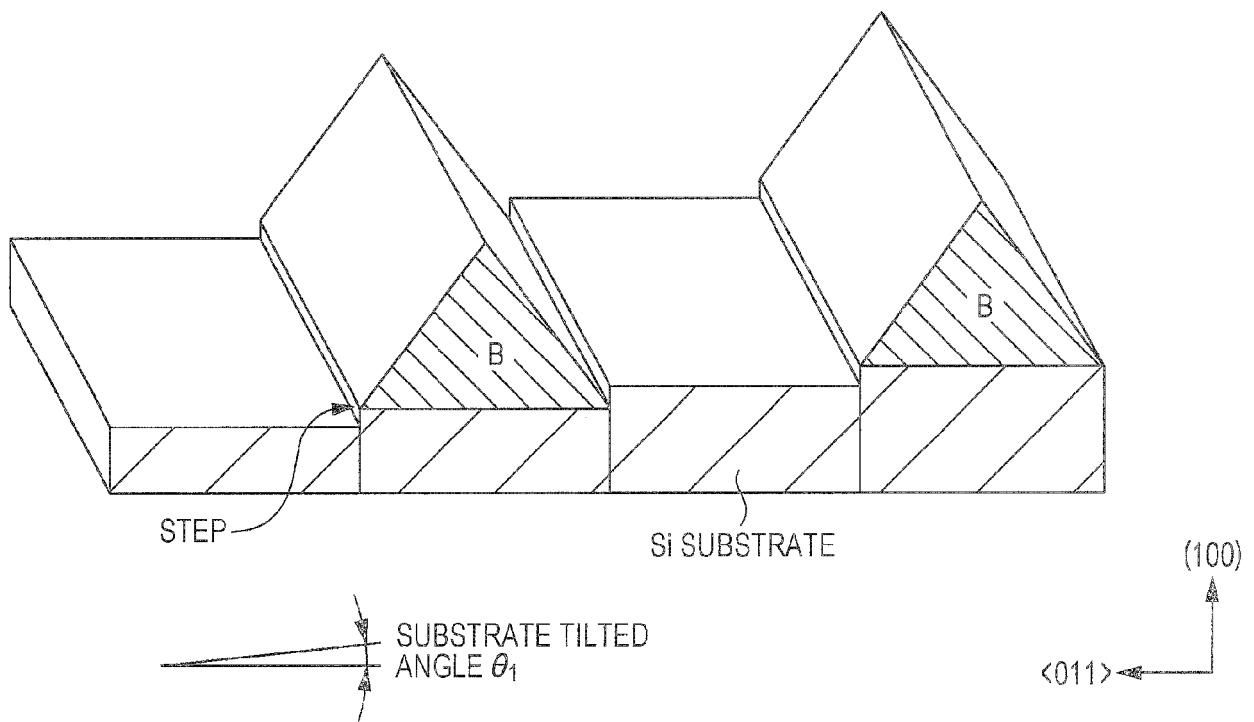 B
B
STEP
Si SUBSTRATE
(100)
<011>
SUBSTRATE TILTED
ANGLE θ₁